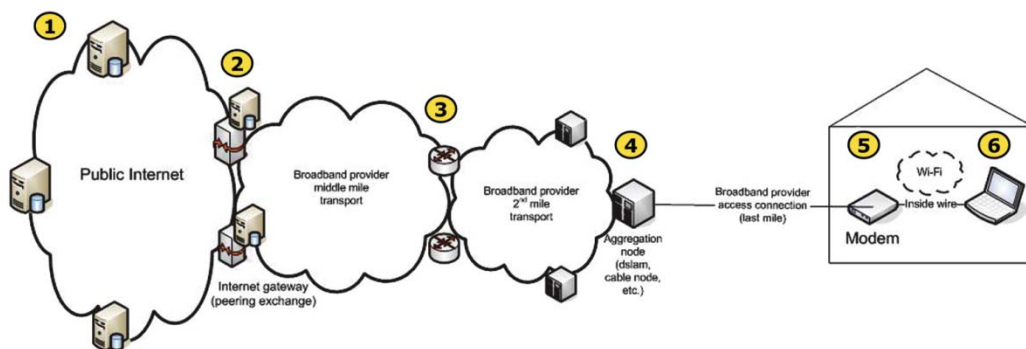 1
2
3
4
5
6
Public Internet
Broadband provider
middle mile
transport
Internet gateway
(peering exchange)
Broadband provider
2nd mile
transport
Aggregation
node
(dslam,
cable node,
etc.)
Broadband provider
access connection
(last mile)
Wi-Fi
Inside wire
Modem